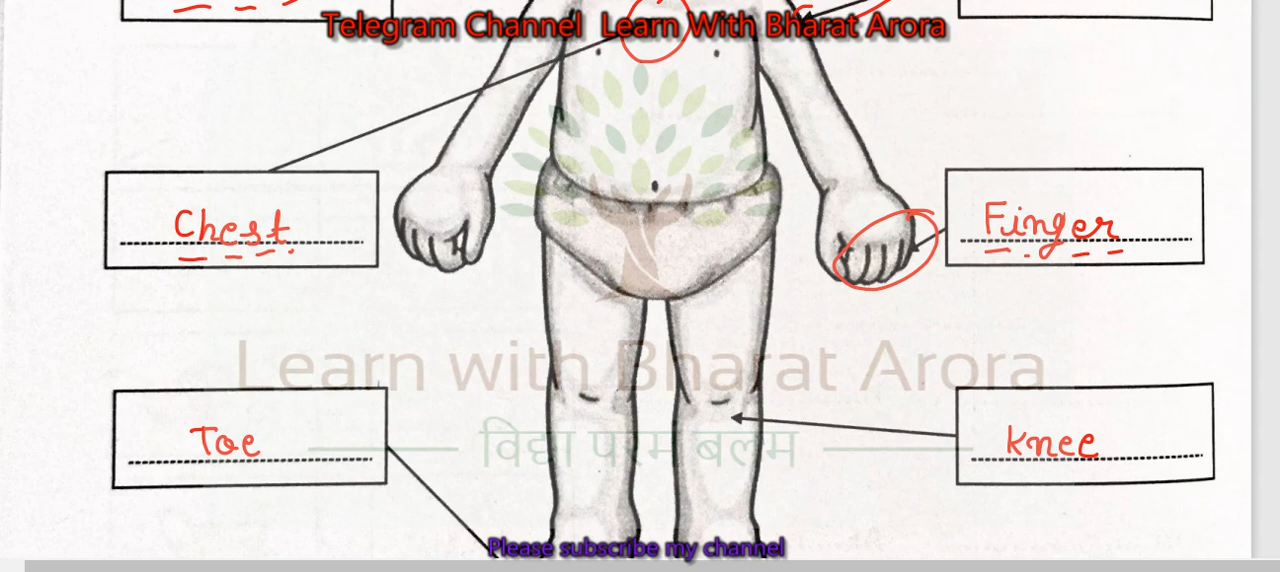 Telegram Channel Learn With Bharat Arora
Chest
Finger
Learn with Bharat Arora
विद्या परम बलम
Toe
Knee
Please subscribe my channel